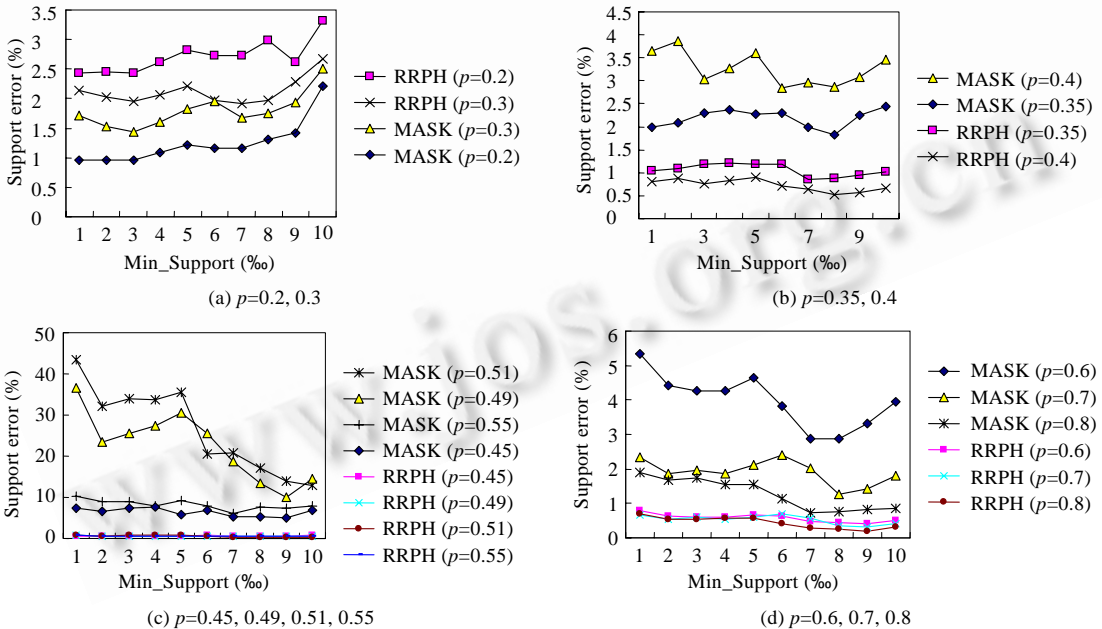 3.5
3
2.5
2
1.5
1
0.5
0
Support error (%)
1 2 3 4 5 6 7 8 9 10
Min_Support (‰)
RRPH (p=0.2)
RRPH (p=0.3)
MASK (p=0.3)
MASK (p=0.2)
(a) p=0.2, 0.3
4.5
4
3.5
3
2.5
2
1.5
1
0.5
0
Support error (%)
1 3 5 7 9
Min_Support (‰)
MASK (p=0.4)
MASK (p=0.35)
RRPH (p=0.35)
RRPH (p=0.4)
(b) p=0.35, 0.4
50
40
30
20
10
0
Support error (%)
1 2 3 4 5 6 7 8 9 10
Min_Support (‰)
MASK (p=0.51)
MASK (p=0.49)
MASK (p=0.55)
MASK (p=0.45)
RRPH (p=0.45)
RRPH (p=0.49)
RRPH (p=0.51)
RRPH (p=0.55)
(c) p=0.45, 0.49, 0.51, 0.55
6
5
4
3
2
1
0
Support error (%)
1 2 3 4 5 6 7 8 9 10
Min_Support (‰)
MASK (p=0.6)
MASK (p=0.7)
MASK (p=0.8)
RRPH (p=0.6)
RRPH (p=0.7)
RRPH (p=0.8)
(d) p=0.6, 0.7, 0.8
www.jos.org.cn